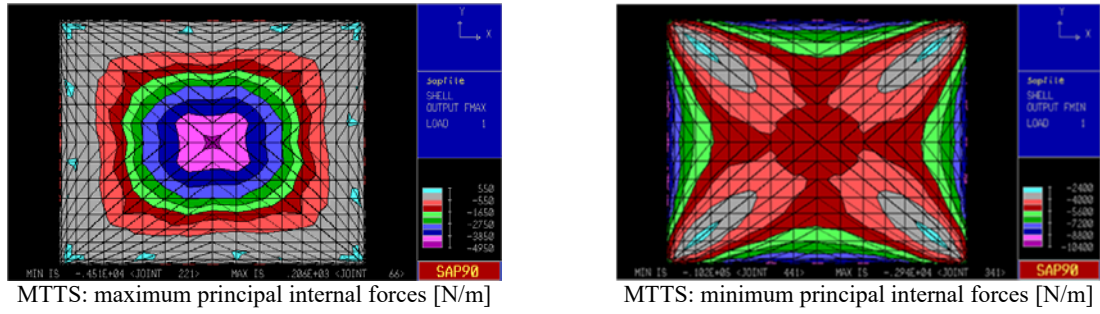 Y
X
sapfile
SHELL
OUTPUT FMAX
LOAD 1
550
-550
-1650
-2750
-3850
-4950
MIN IS -.451E+04 <JOINT 221> MAX IS .206E+03 <JOINT 66>
SAP90
MTTS: maximum principal internal forces [N/m]
Y
X
sapfile
SHELL
OUTPUT FMIN
LOAD 1
-2400
-4000
-5600
-7200
-8800
-10400
MIN IS -.102E+05 <JOINT 441> MAX IS -.294E+04 <JOINT 341>
SAP90
MTTS: minimum principal internal forces [N/m]